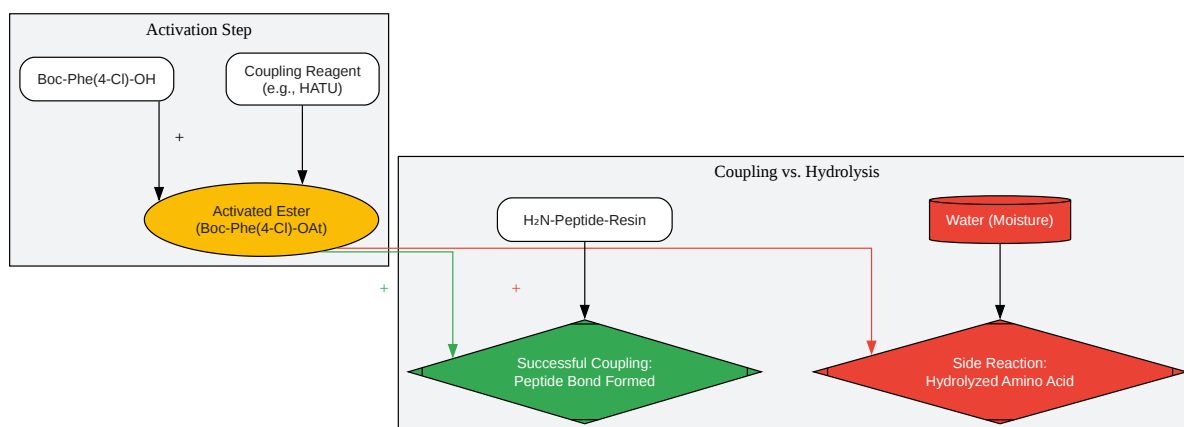 Activation Step
Boc-Phe(4-Cl)-OH
Coupling Reagent
(e.g., HATU)
+
Activated Ester
(Boc-Phe(4-Cl)-OAt)
Coupling vs. Hydrolysis
H₂N-Peptide-Resin
Water (Moisture)
+
+
Successful Coupling:
Peptide Bond Formed
Side Reaction:
Hydrolyzed Amino Acid